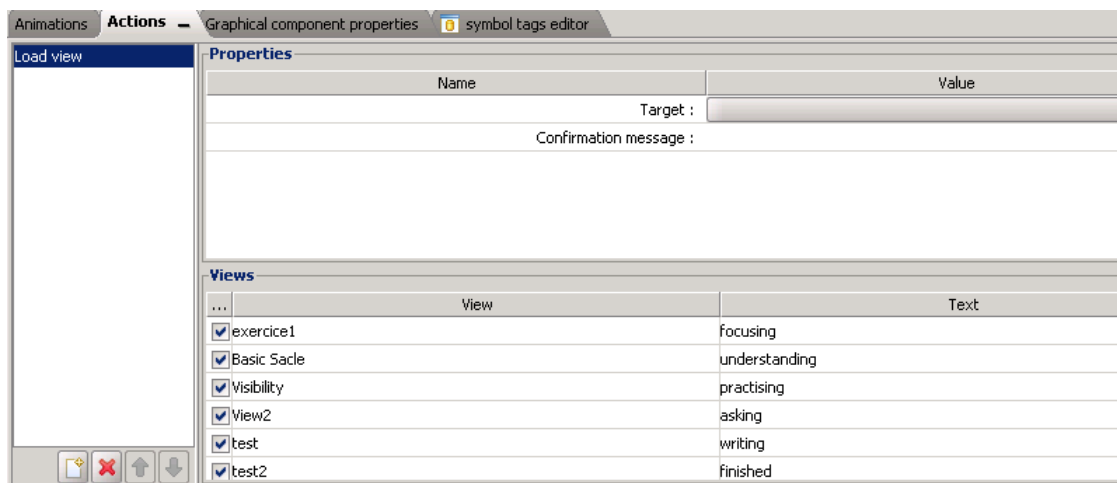 Animations Actions Graphical component properties symbol tags editor
Load view
Properties
Name Value
Target :
Confirmation message :
Views
... View Text
exercice1 focusing
Basic Sacle understanding
Visibility practising
View2 asking
test writing
test2 finished